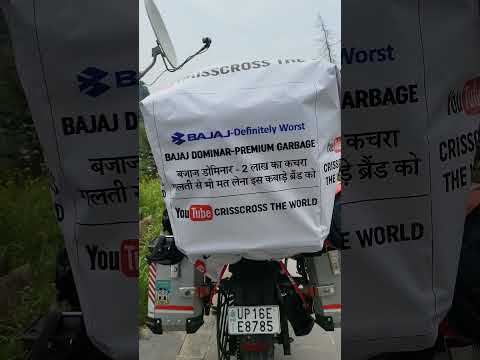 CRISSCROSS THE
BAJAJ-Definitely Worst
BAJAJ DOMINAR-PREMIUM GARBAGE
बजाज डोमिनार - 2 लाख का कचरा
गलती से भी मत लेना इस कबाड़े ब्रैंड को
YouTube CRISSCROSS THE WORLD
UP16E
E8785